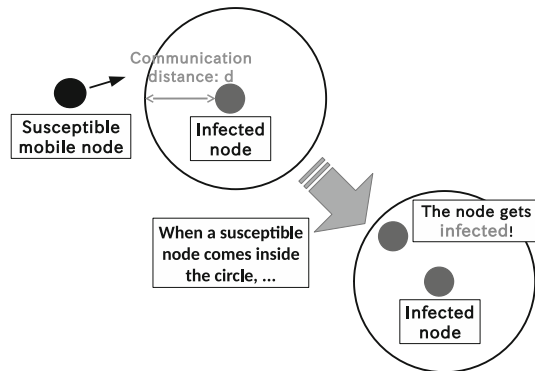 Communication
distance: d
Susceptible
mobile node
Infected
node
When a susceptible
node comes inside
the circle, ...
The node gets
infected!
Infected
node